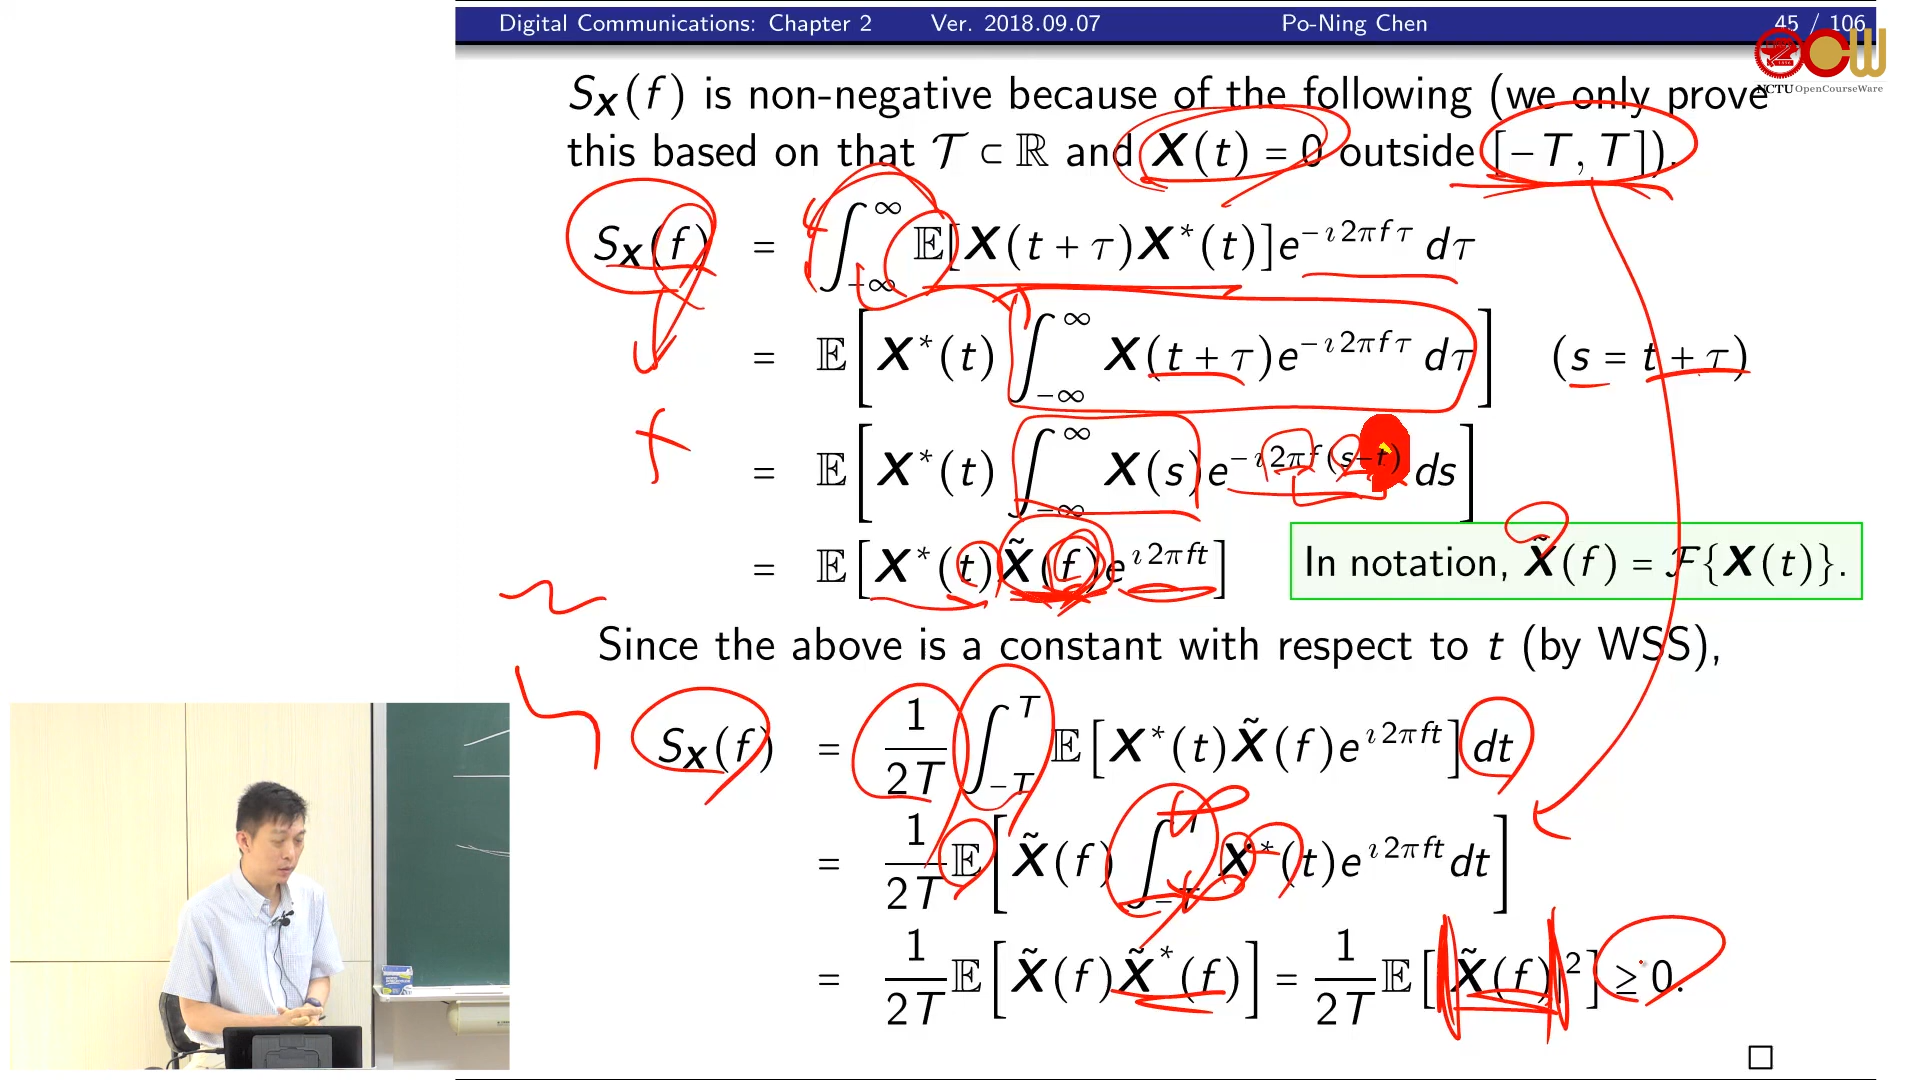 Digital Communications: Chapter 2 Ver. 2018.09.07 Po-Ning Chen 45 / 106
NCTU OpenCourseWare
S_X(f) is non-negative because of the following (we only prove
this based on that 𝒯 ⊂ ℝ and X(t) = 0 outside [−T, T]).
S_X(f) = ∫_{−∞}^{∞} 𝔼[X(t + τ)X*(t)]e^{−ı2πfτ} dτ
= 𝔼[X*(t) ∫_{−∞}^{∞} X(t + τ)e^{−ı2πfτ} dτ] (s = t + τ)
= 𝔼[X*(t) ∫_{−∞}^{∞} X(s)e^{−ı2πf(s−t)} ds]
= 𝔼[X*(t)X̃(f)e^{ı2πft}]
In notation, X̃(f) = ℱ{X(t)}.
Since the above is a constant with respect to t (by WSS),
S_X(f) = 1/2T ∫_{−T}^{T} 𝔼[X*(t)X̃(f)e^{ı2πft}] dt
= 1/2T 𝔼[X̃(f) ∫_{−T}^{T} X*(t)e^{ı2πft}dt]
= 1/2T 𝔼[X̃(f)X̃*(f)] = 1/2T 𝔼[|X̃(f)|²] ≥ 0.
□